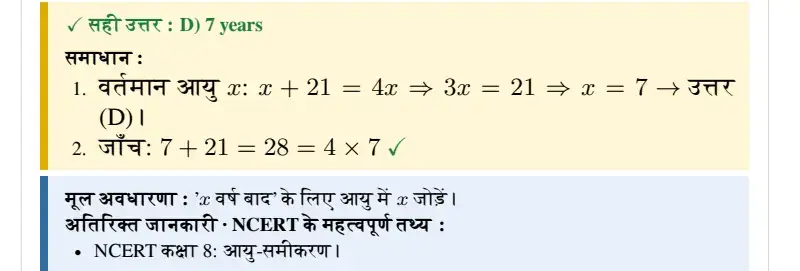 ✓ सही उत्तर : D) 7 years
समाधान :
1. वर्तमान आयु x: x + 21 = 4x ⇒ 3x = 21 ⇒ x = 7 → उत्तर
(D)।
2. जाँच: 7 + 21 = 28 = 4 × 7 ✓
मूल अवधारणा : ’x वर्ष बाद’ के लिए आयु में x जोड़ें।
अतिरिक्त जानकारी · NCERT के महत्वपूर्ण तथ्य :
• NCERT कक्षा 8: आयु-समीकरण।